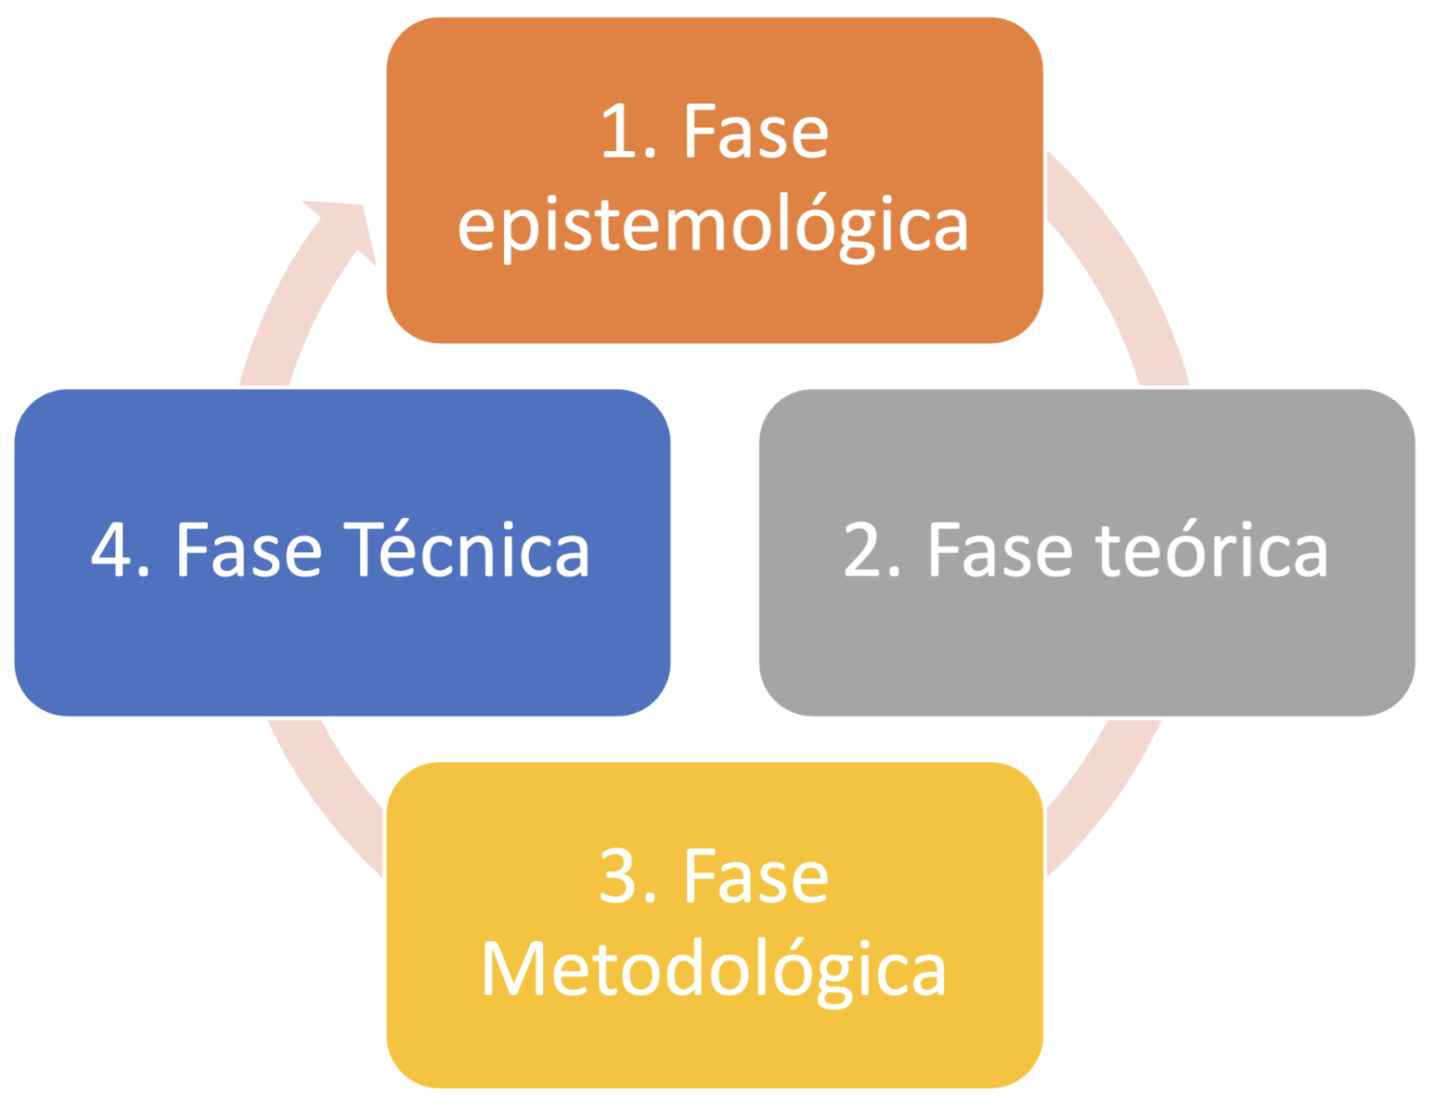 1. Fase
epistemológica
4. Fase Técnica
2. Fase teórica
3. Fase
Metodológica